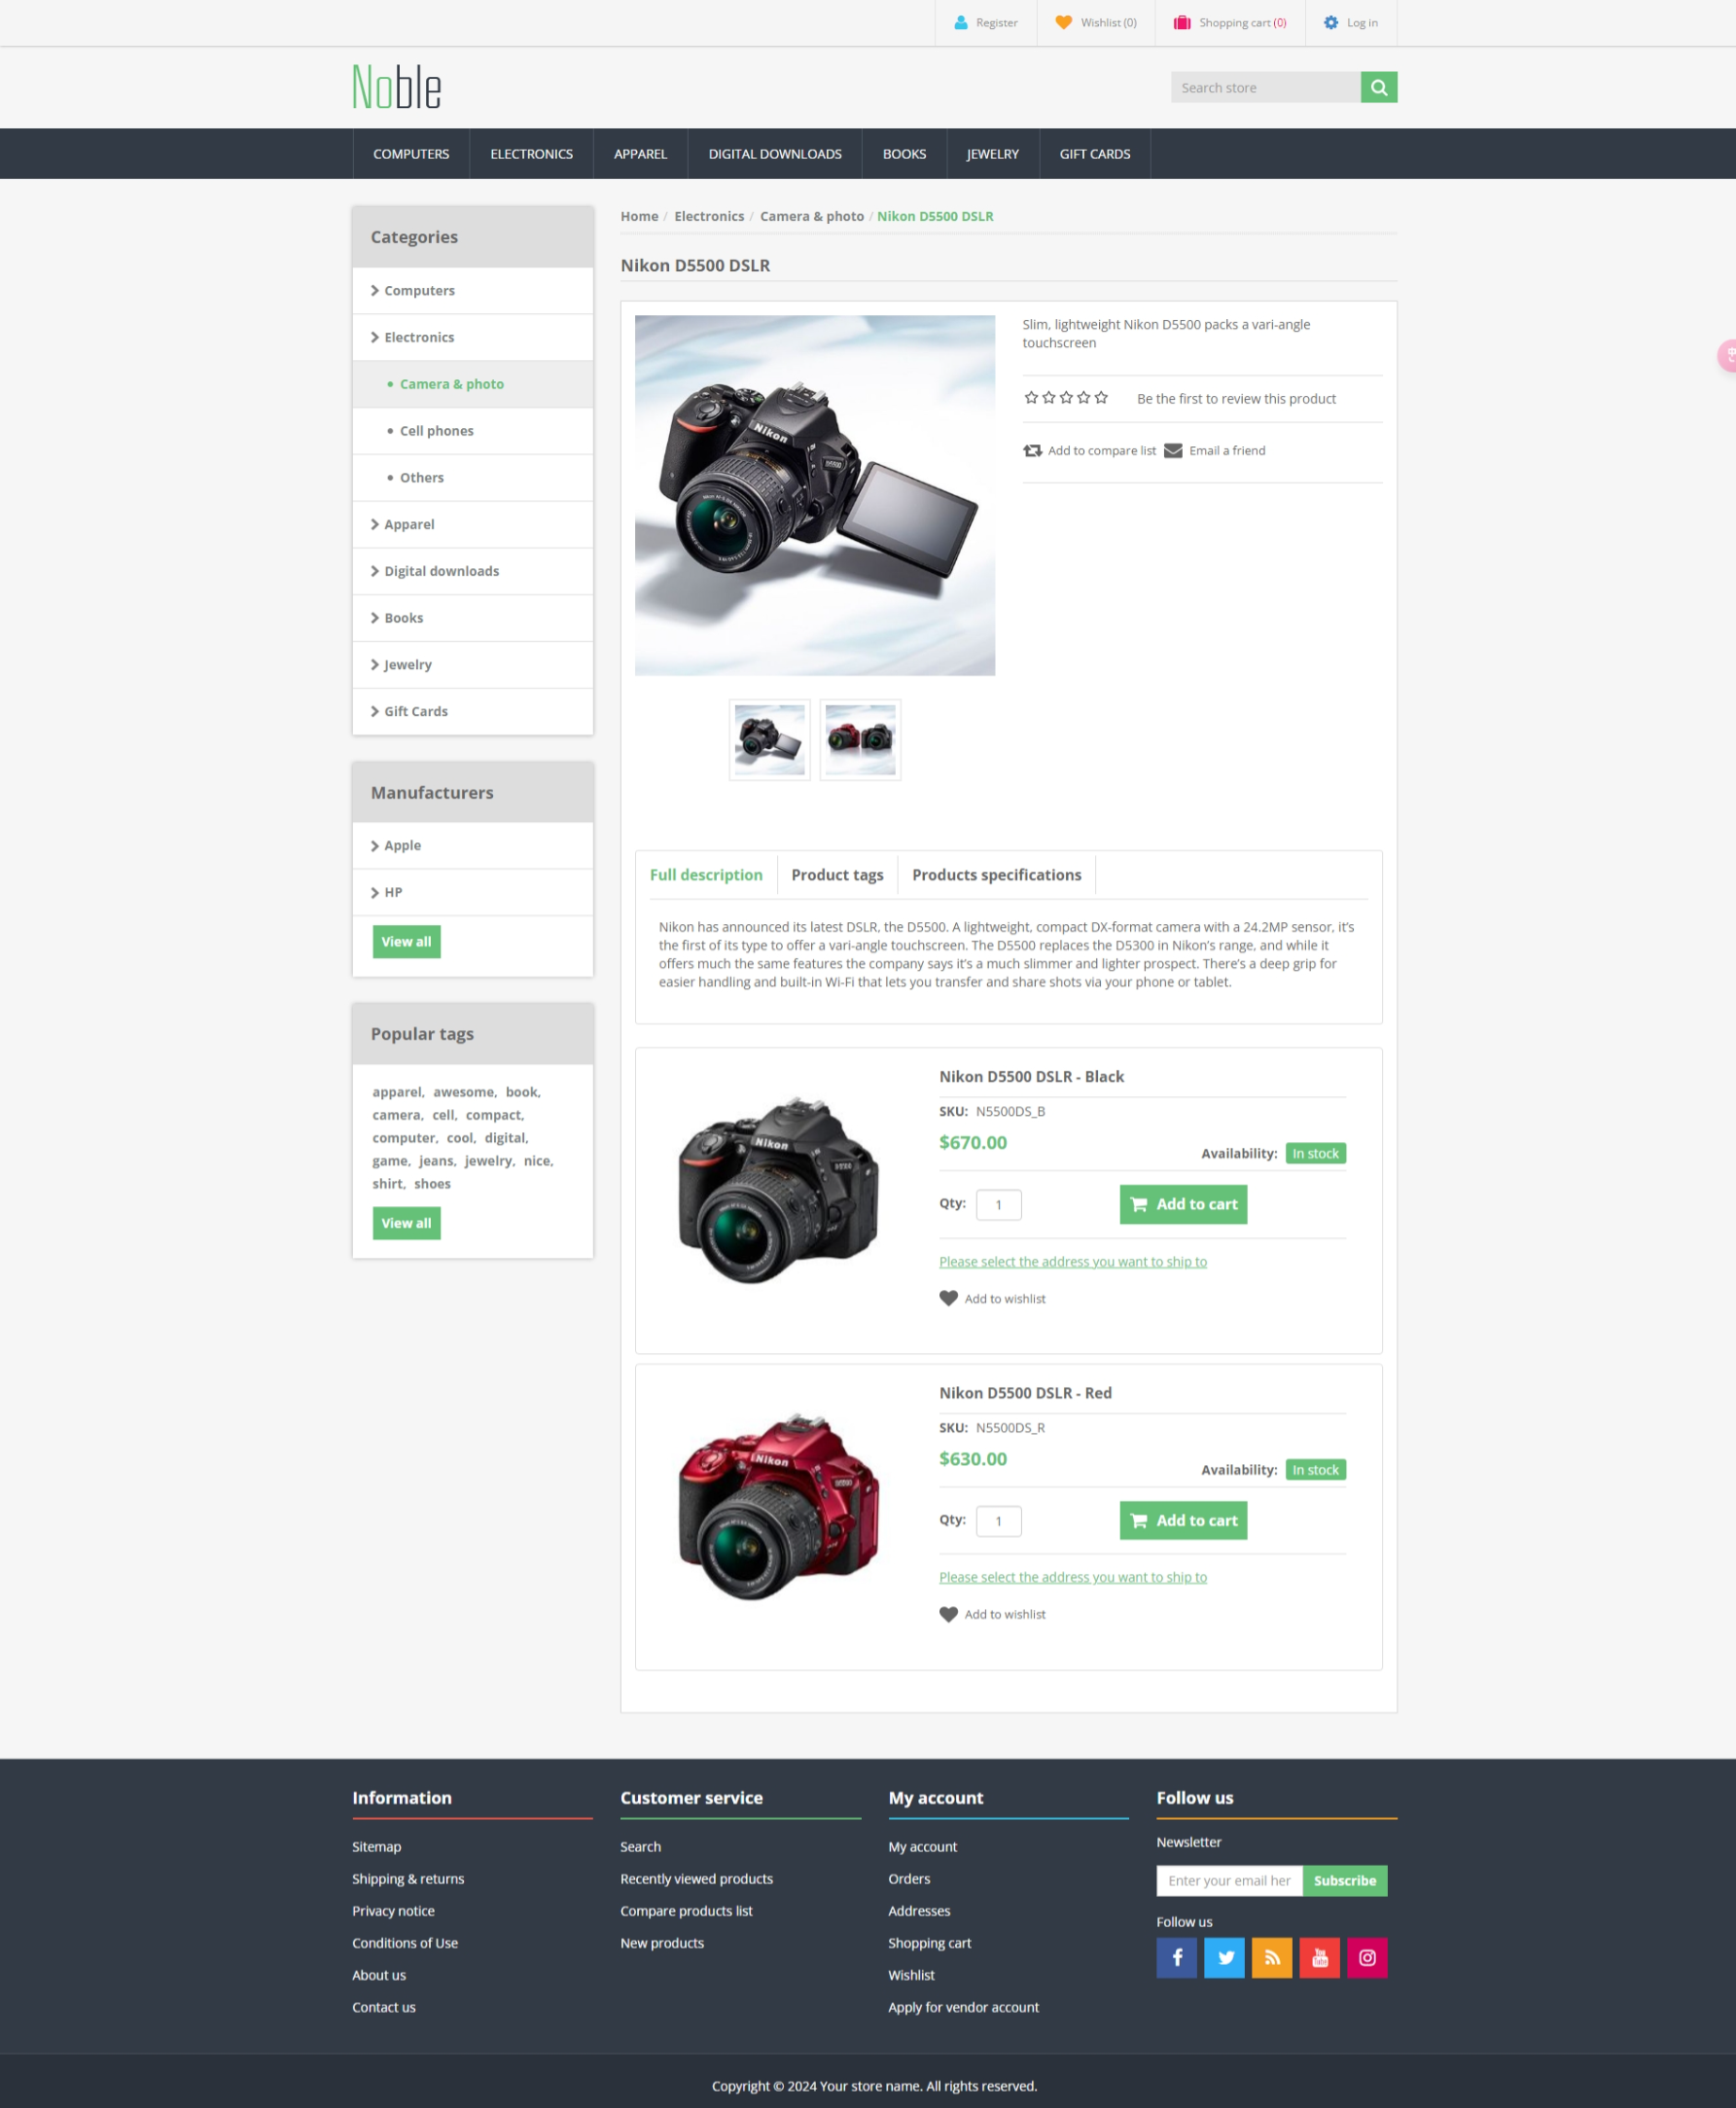 Register
Wishlist (0)
Shopping cart (0)
Log in
Noble
Search store
COMPUTERS
ELECTRONICS
APPAREL
DIGITAL DOWNLOADS
BOOKS
JEWELRY
GIFT CARDS
Categories
Computers
Electronics
Camera & photo
Cell phones
Others
Apparel
Digital downloads
Books
Jewelry
Gift Cards
Manufacturers
Apple
HP
View all
Popular tags
apparel, awesome, book,
camera, cell, compact,
computer, cool, digital,
game, jeans, jewelry, nice,
shirt, shoes
View all
Home / Electronics / Camera & photo / Nikon D5500 DSLR
Nikon D5500 DSLR
Nikon
Slim, lightweight Nikon D5500 packs a vari-angle
touchscreen
Be the first to review this product
Add to compare list
Email a friend
Full description
Product tags
Products specifications
Nikon has announced its latest DSLR, the D5500. A lightweight, compact DX-format camera with a 24.2MP sensor, it’s
the first of its type to offer a vari-angle touchscreen. The D5500 replaces the D5300 in Nikon’s range, and while it
offers much the same features the company says it’s a much slimmer and lighter prospect. There’s a deep grip for
easier handling and built-in Wi-Fi that lets you transfer and share shots via your phone or tablet.
Nikon
Nikon D5500 DSLR - Black
SKU: N5500DS_B
$670.00
Availability: In stock
Qty: 1
Add to cart
Please select the address you want to ship to
Add to wishlist
Nikon
Nikon D5500 DSLR - Red
SKU: N5500DS_R
$630.00
Availability: In stock
Qty: 1
Add to cart
Please select the address you want to ship to
Add to wishlist
Information
Sitemap
Shipping & returns
Privacy notice
Conditions of Use
About us
Contact us
Customer service
Search
Recently viewed products
Compare products list
New products
My account
My account
Orders
Addresses
Shopping cart
Wishlist
Apply for vendor account
Follow us
Newsletter
Enter your email her
Subscribe
Follow us
Copyright © 2024 Your store name. All rights reserved.